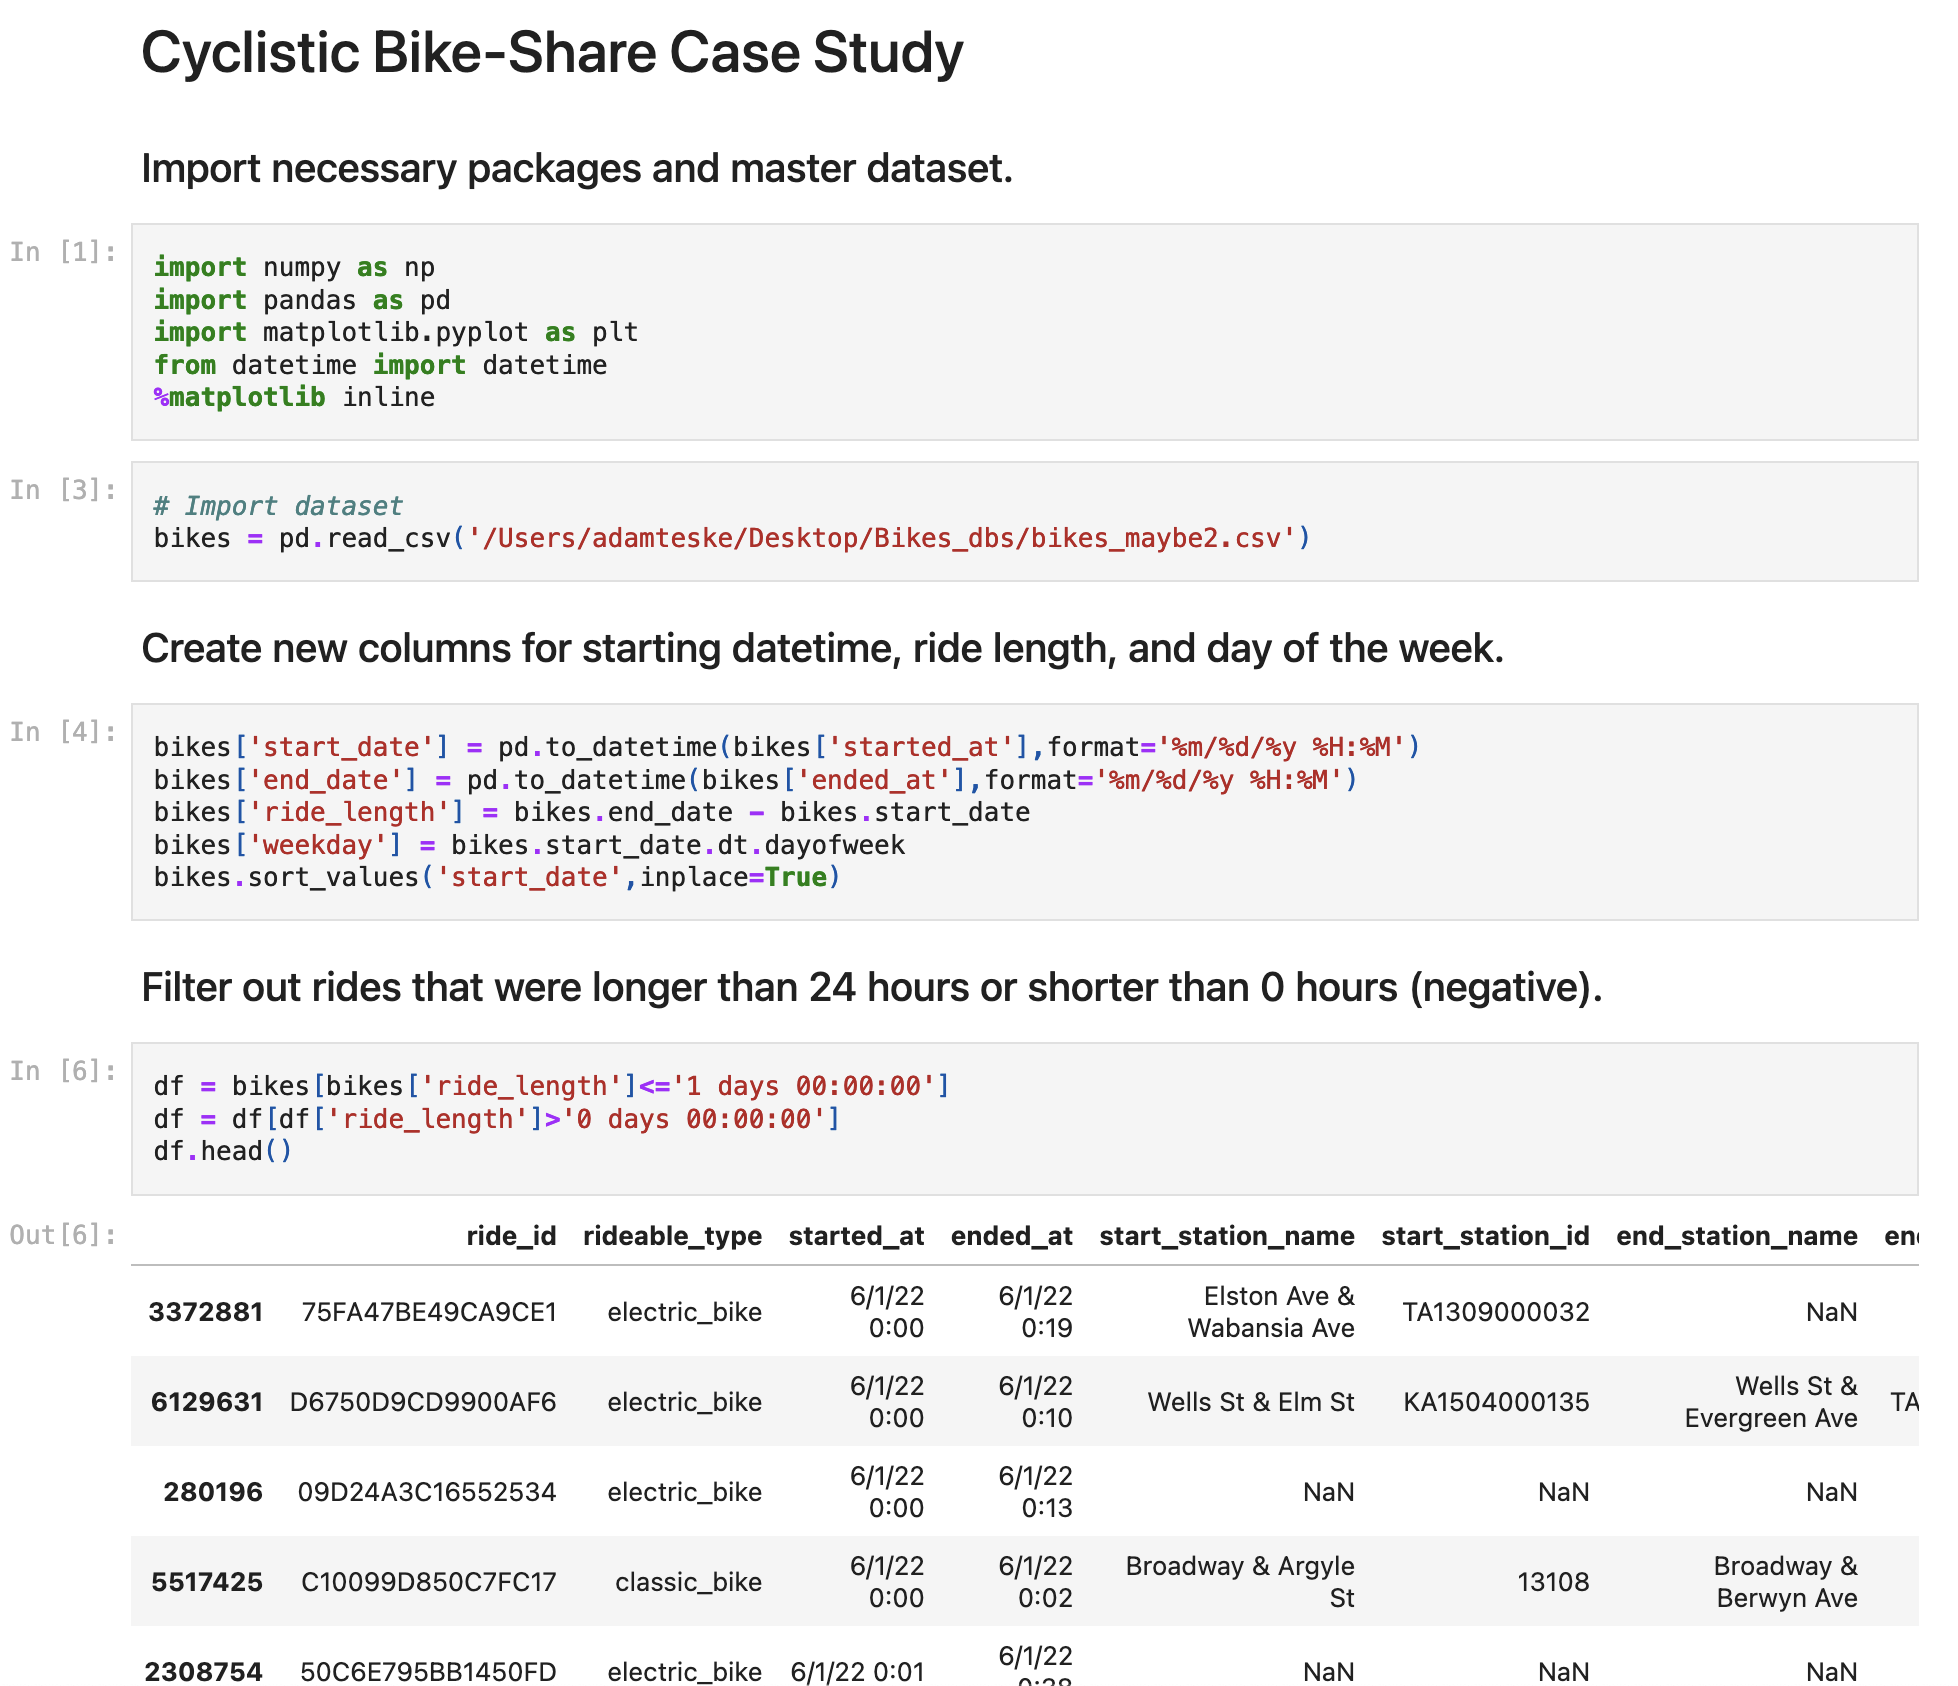 Cyclistic Bike-Share Case Study
Import necessary packages and master dataset.
In [1]:
import numpy as np
import pandas as pd
import matplotlib.pyplot as plt
from datetime import datetime
%matplotlib inline
In [3]:
# Import dataset
bikes = pd.read_csv('/Users/adamteske/Desktop/Bikes_dbs/bikes_maybe2.csv')
Create new columns for starting datetime, ride length, and day of the week.
In [4]:
bikes['start_date'] = pd.to_datetime(bikes['started_at'],format='%m/%d/%y %H:%M')
bikes['end_date'] = pd.to_datetime(bikes['ended_at'],format='%m/%d/%y %H:%M')
bikes['ride_length'] = bikes.end_date - bikes.start_date
bikes['weekday'] = bikes.start_date.dt.dayofweek
bikes.sort_values('start_date',inplace=True)
Filter out rides that were longer than 24 hours or shorter than 0 hours (negative).
In [6]:
df = bikes[bikes['ride_length']<='1 days 00:00:00']
df = df[df['ride_length']>'0 days 00:00:00']
df.head()
Out[6]:
ride_id rideable_type started_at ended_at start_station_name start_station_id end_station_name
3372881 75FA47BE49CA9CE1 electric_bike 6/1/22 0:00 6/1/22 0:19 Elston Ave & Wabansia Ave TA1309000032 NaN
6129631 D6750D9CD9900AF6 electric_bike 6/1/22 0:00 6/1/22 0:10 Wells St & Elm St KA1504000135 Wells St & Evergreen Ave TA
280196 09D24A3C16552534 electric_bike 6/1/22 0:00 6/1/22 0:13 NaN NaN NaN
5517425 C10099D850C7FC17 classic_bike 6/1/22 0:00 6/1/22 0:02 Broadway & Argyle St 13108 Broadway & Berwyn Ave
2308754 50C6E795BB1450FD electric_bike 6/1/22 0:01 6/1/22 NaN NaN NaN